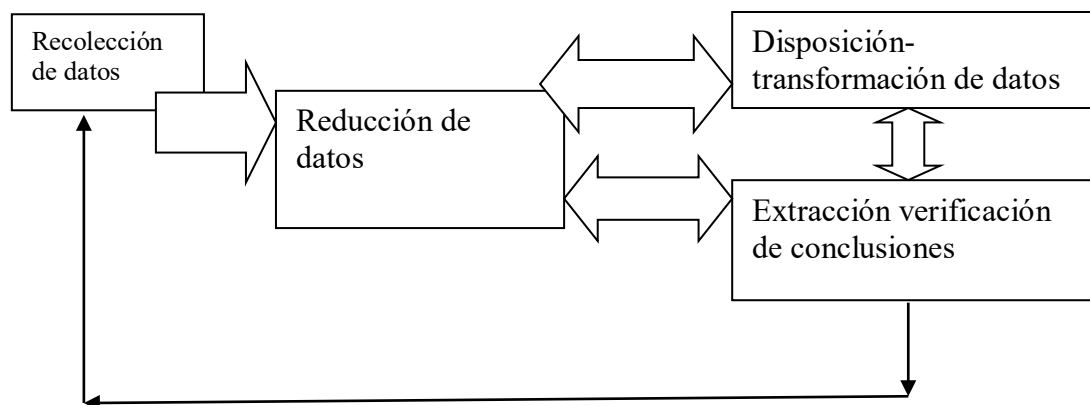 Recolección
de datos
Reducción de
datos
Disposición-
transformación de datos
Extracción verificación
de conclusiones